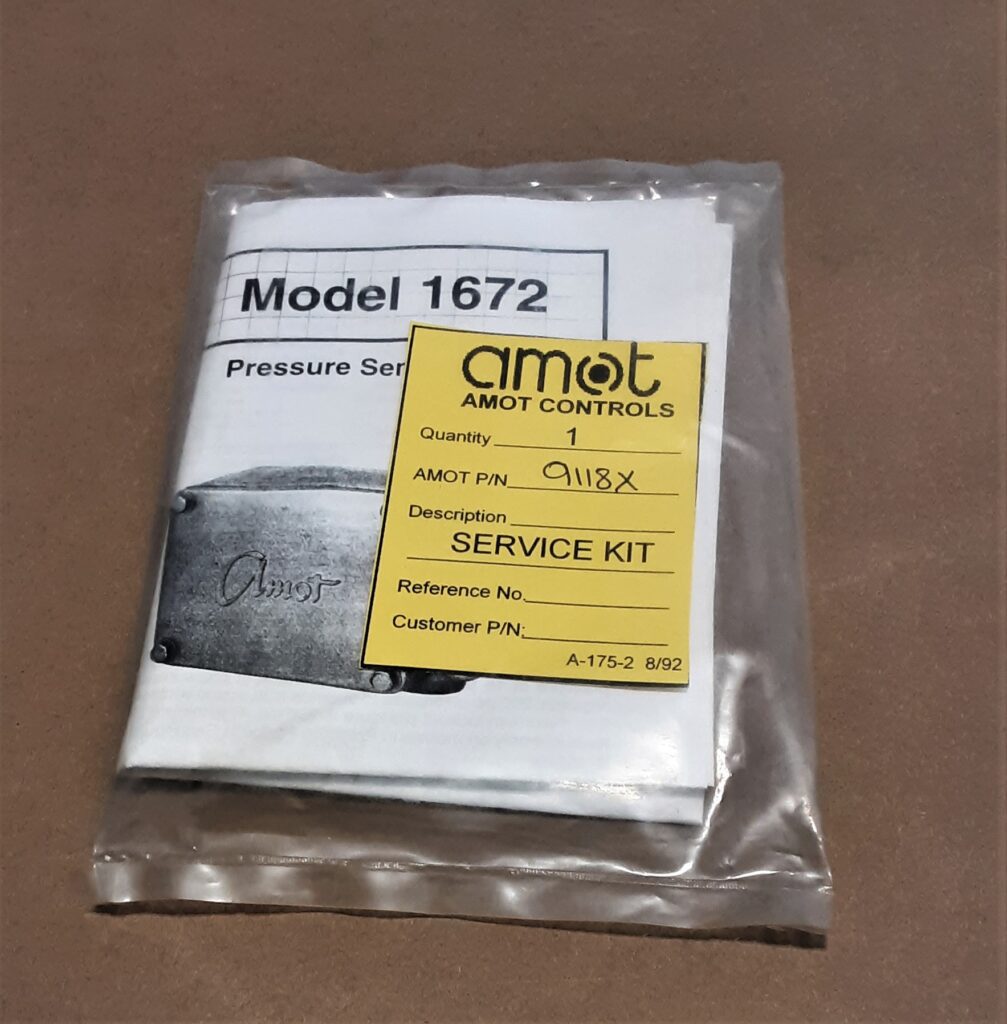 Model 1672
Pressure
amot
AMOT CONTROLS
Quantity 1
AMOT P/N 9118X
Description
SERVICE KIT
Reference No.
Customer P/N:
A-175-2 8/92
Amot